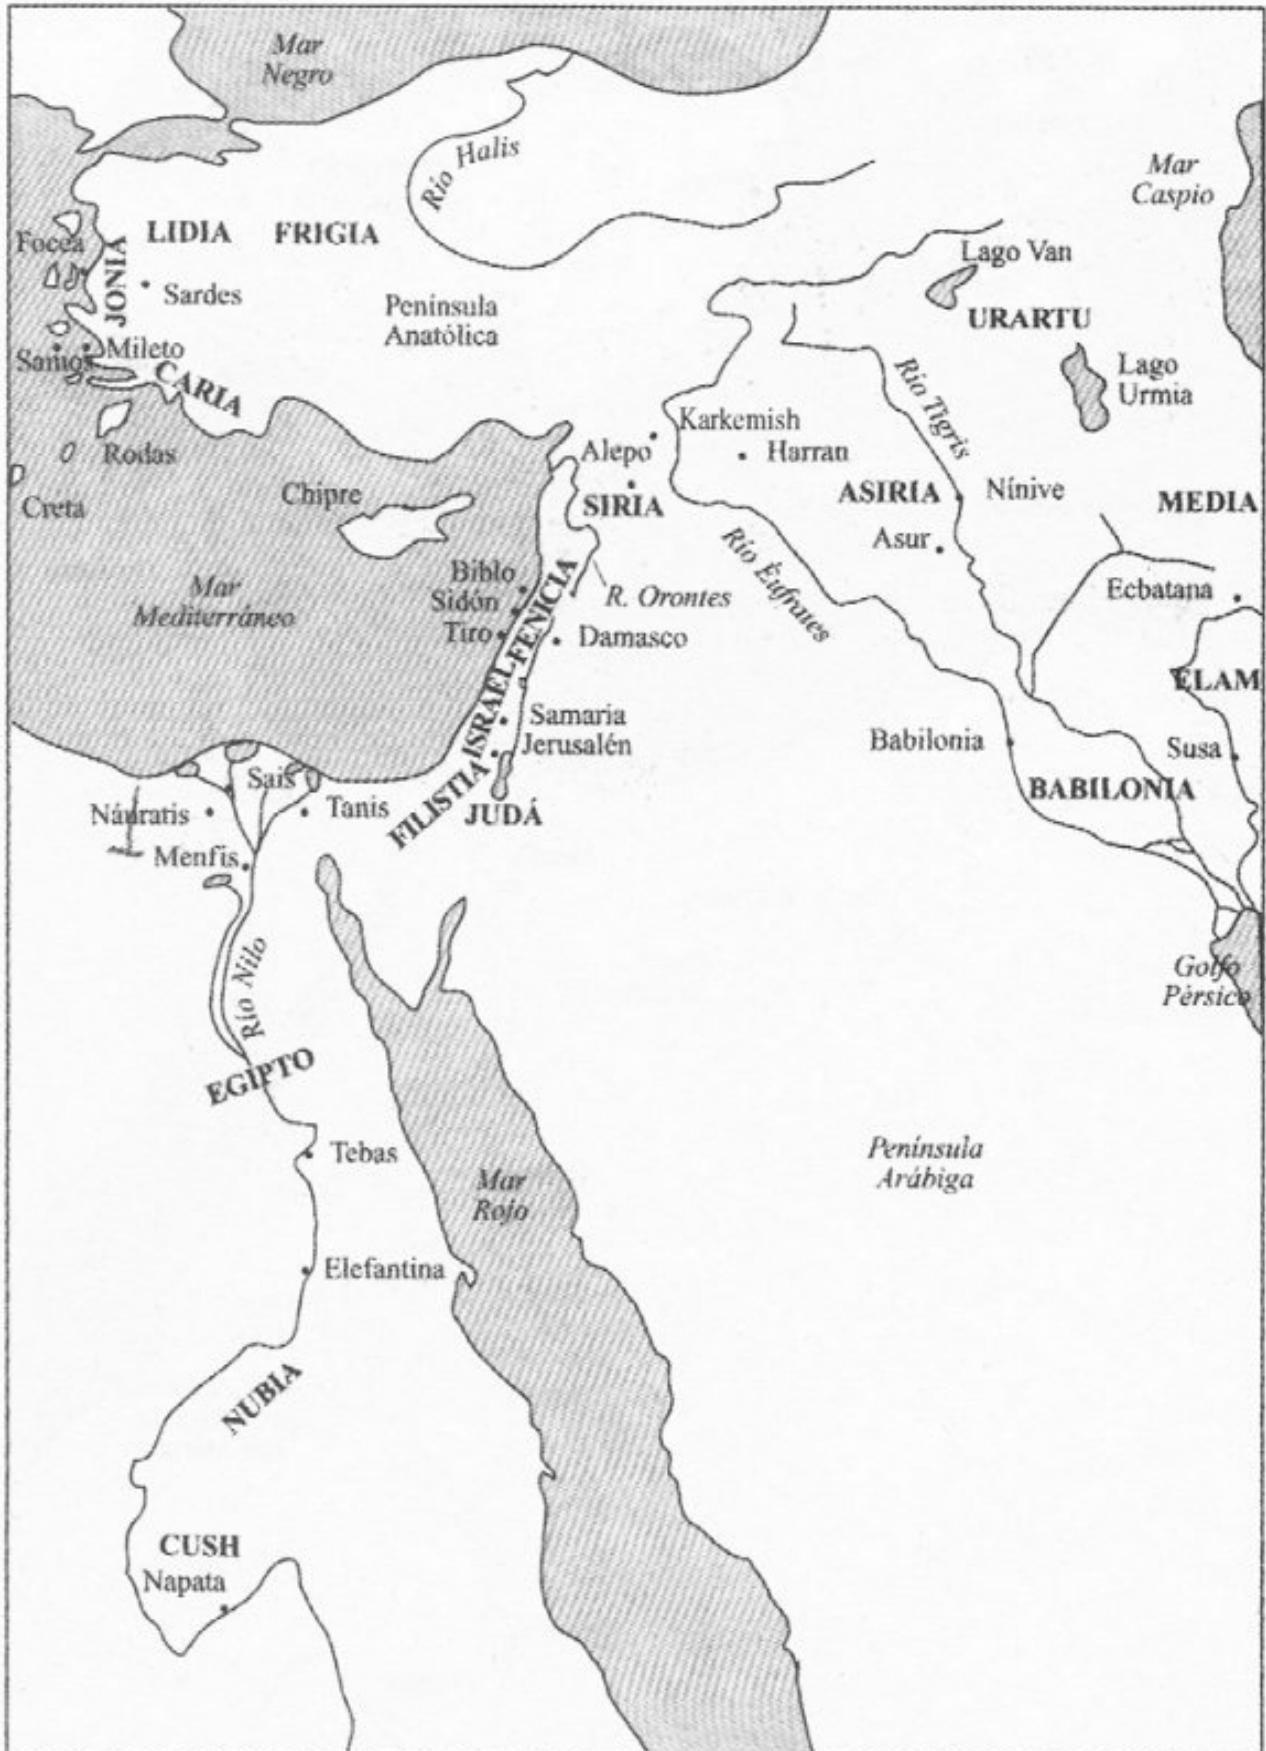 Mar
Negro
Río Halis
Mar
Caspio
Focea
JONIA
LIDIA
FRIGIA
Sardes
Península
Anatólica
Lago Van
URARTU
Lago
Urmia
Samos
Mileto
CARIA
Río Tigris
Rodas
Creta
Chipre
Karkemish
Alepo
Harran
SIRIA
ASIRIA
Nínive
MEDIA
Asur
Río Éufrates
Ecbatana
Mar
Mediterráneo
Biblo
Sidón
Tiro
FENICIA
R. Orontes
Damasco
ISRAEL
ELAM
Samaria
Jerusalén
Babilonia
Susa
BABILONIA
FILISTIA
JUDÁ
Sais
Náuratis
Tanis
Menfis
Río Nilo
Golfo
Pérsico
EGIPTO
Tebas
Mar
Rojo
Península
Arábiga
Elefantina
NUBIA
CUSH
Napata